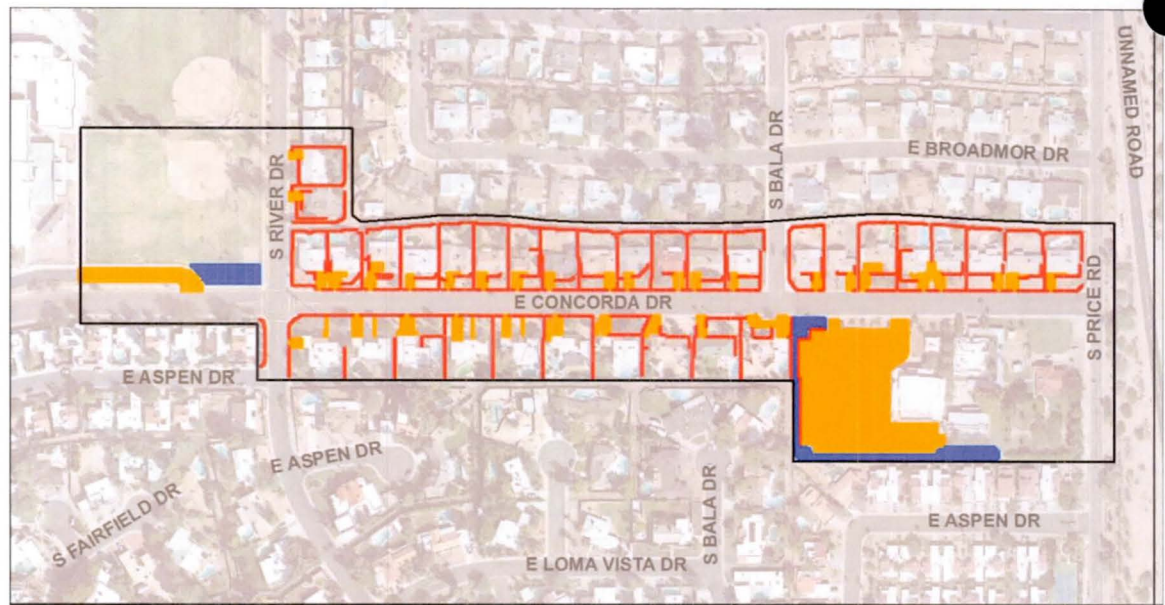 UNNAMED ROAD
E BROADMOR DR
S BALA DR
S RIVER DR
S PRICE RD
E CONCORDA DR
E ASPEN DR
E ASPEN DR
S FAIRFIELD DR
S BALA DR
E ASPEN DR
E LOMA VISTA DR